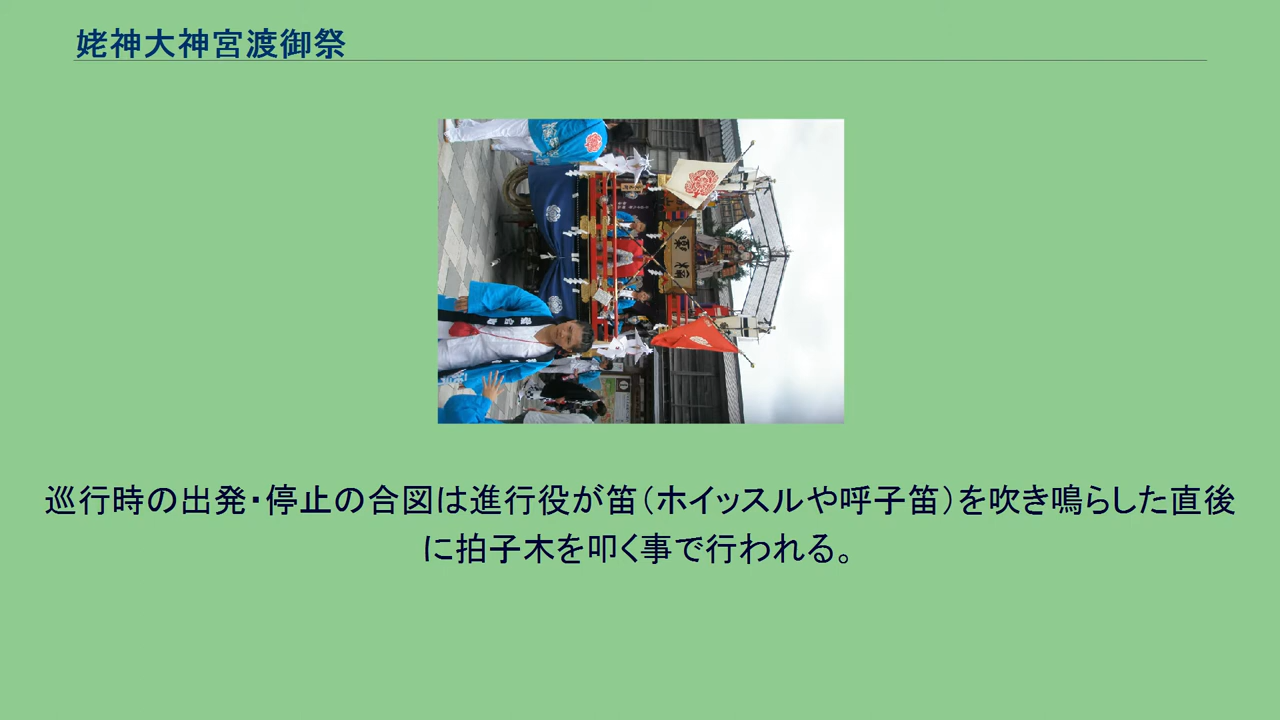 姥神大神宮渡御祭
巡行時の出発・停止の合図は進行役が笛（ホイッスルや呼子笛）を吹き鳴らした直後
に拍子木を叩く事で行われる。